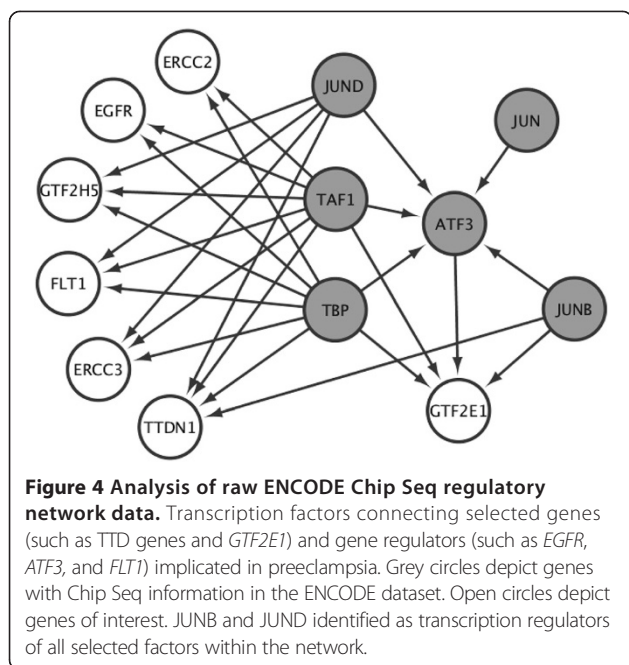 ERCC2
JUND
EGFR
JUN
GTF2H5
TAF1
ATF3
FLT1
TBP
JUNB
ERCC3
GTF2E1
TTDN1
Figure 4 Analysis of raw ENCODE Chip Seq regulatory
network data. Transcription factors connecting selected genes
(such as TTD genes and GTF2E1) and gene regulators (such as EGFR,
ATF3, and FLT1) implicated in preeclampsia. Grey circles depict genes
with Chip Seq information in the ENCODE dataset. Open circles depict
genes of interest. JUNB and JUND identified as transcription regulators
of all selected factors within the network.